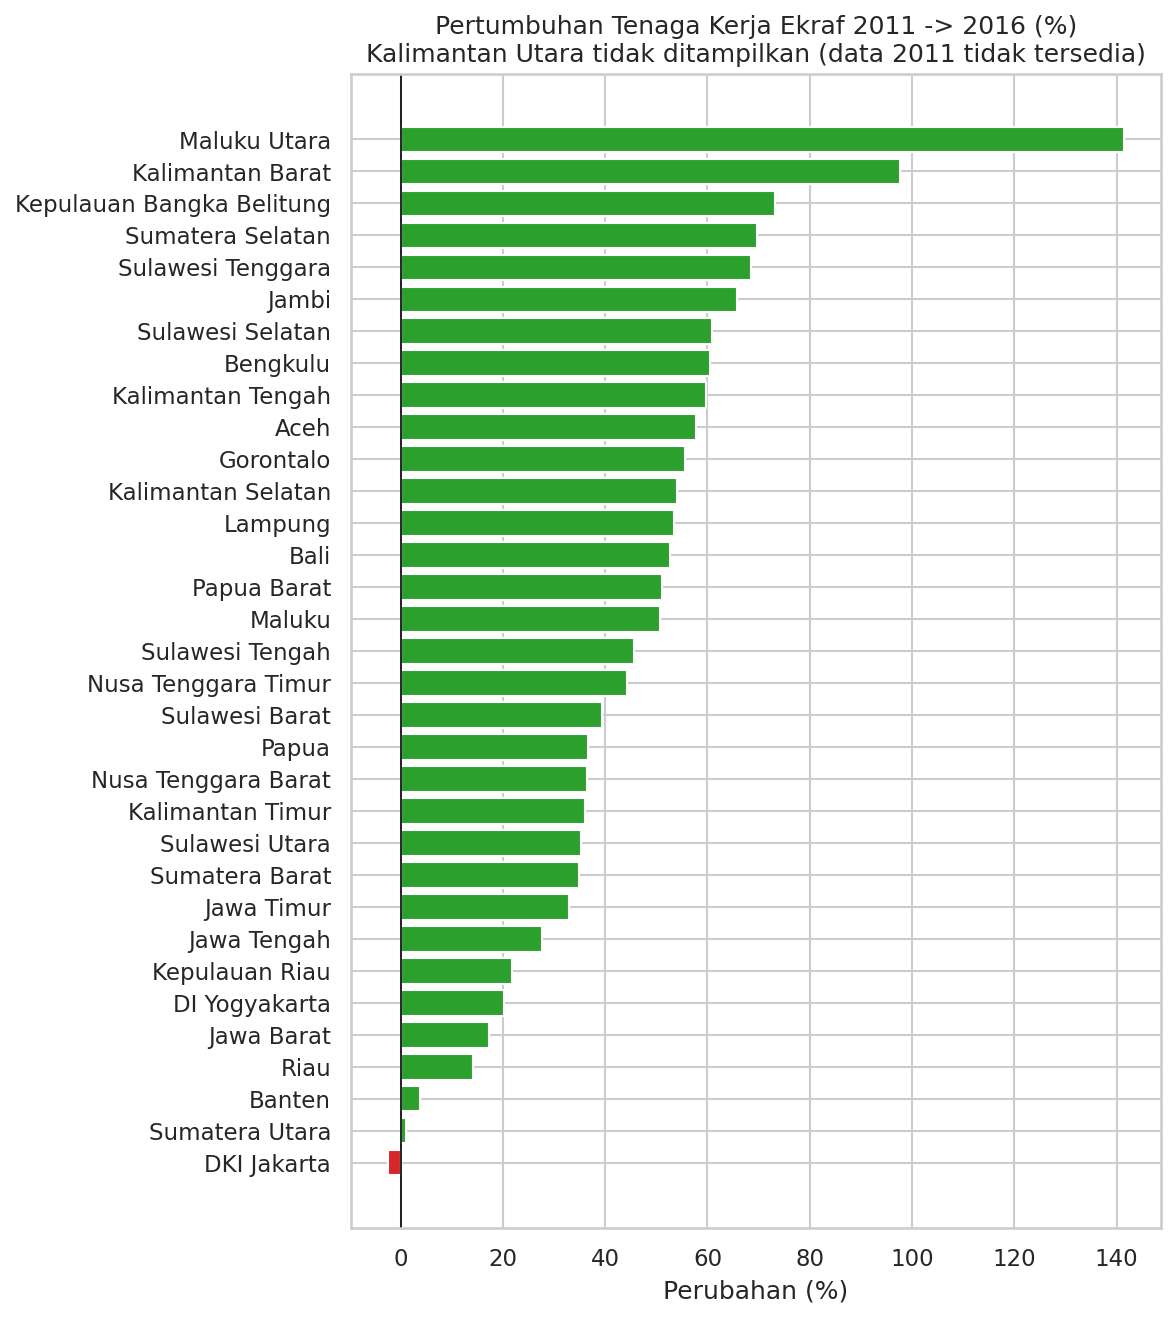 Pertumbuhan Tenaga Kerja Ekraf 2011 -> 2016 (%)
Kalimantan Utara tidak ditampilkan (data 2011 tidak tersedia)
Maluku Utara
Kalimantan Barat
Kepulauan Bangka Belitung
Sumatera Selatan
Sulawesi Tenggara
Jambi
Sulawesi Selatan
Bengkulu
Kalimantan Tengah
Aceh
Gorontalo
Kalimantan Selatan
Lampung
Bali
Papua Barat
Maluku
Sulawesi Tengah
Nusa Tenggara Timur
Sulawesi Barat
Papua
Nusa Tenggara Barat
Kalimantan Timur
Sulawesi Utara
Sumatera Barat
Jawa Timur
Jawa Tengah
Kepulauan Riau
DI Yogyakarta
Jawa Barat
Riau
Banten
Sumatera Utara
DKI Jakarta
0 20 40 60 80 100 120 140
Perubahan (%)